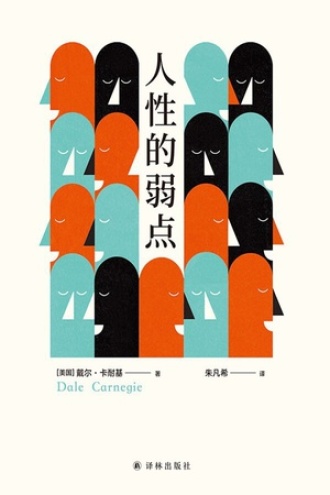 人性的弱点
[美国] 戴尔·卡耐基 —— 著
Dale Carnegie
朱凡希 —— 译
译林出版社